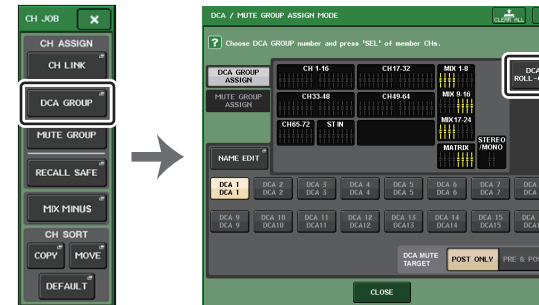 CH JOB
CH ASSIGN
CH LINK
DCA GROUP
MUTE GROUP
RECALL SAFE
MIX MINUS
CH SORT
COPY MOVE
DEFAULT
DCA / MUTE GROUP ASSIGN MODE
CLEAR ALL
? Choose DCA GROUP number and press 'SEL' of member CHs.
DCA GROUP ASSIGN
MUTE GROUP ASSIGN
NAME EDIT
CH 1-16 CH17-32 MIX 1-8
CH33-48 CH49-64 MIX 9-16
CH65-72 ST IN MIX17-24
MATRIX STEREO /MONO
DCA
DCA 1 DCA 2 DCA 3 DCA 4 DCA 5 DCA 6 DCA 7 DCA
DCA 1 DCA 2 DCA 3 DCA 4 DCA 5 DCA 6 DCA 7 DCA
DCA 9 DCA 10 DCA 11 DCA 12 DCA 13 DCA 14 DCA 15 DCA
DCA 9 DCA10 DCA11 DCA12 DCA13 DCA14 DCA15
DCA MUTE TARGET POST ONLY PRE &
CLOSE